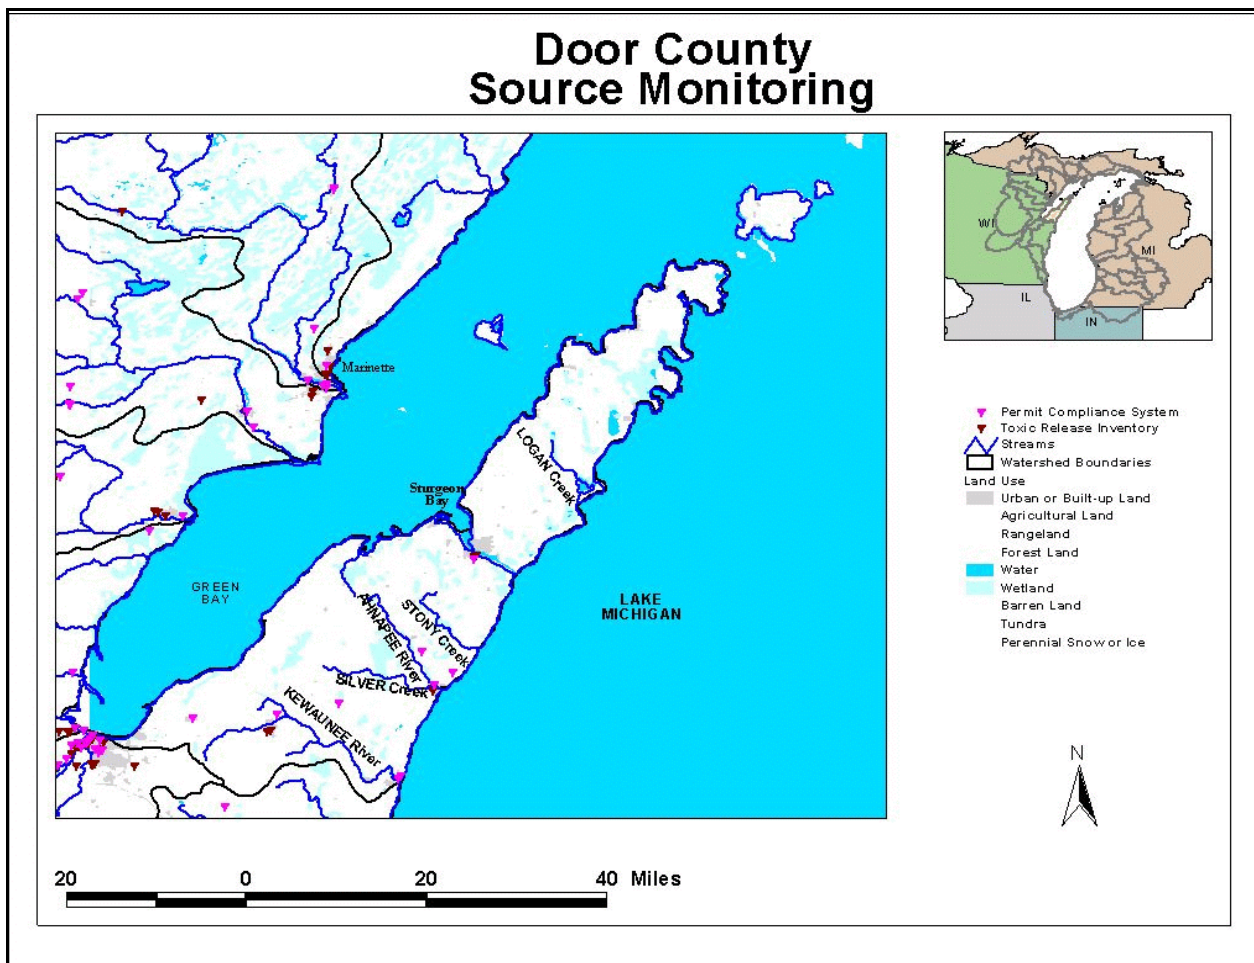 Door County
Source Monitoring
Marinette
LOGAN Creek
Sturgeon
Bay
GREEN
BAY
LAKE
MICHIGAN
STONY Creek
AHNAPEE River
SILVER Creek
KEWAUNEE River
WI
MI
IL
IN
Permit Compliance System
Toxic Release Inventory
Streams
Watershed Boundaries
Land Use
Urban or Built-up Land
Agricultural Land
Rangeland
Forest Land
Water
Wetland
Barren Land
Tundra
Perennial Snow or Ice
N
20 0 20 40 Miles